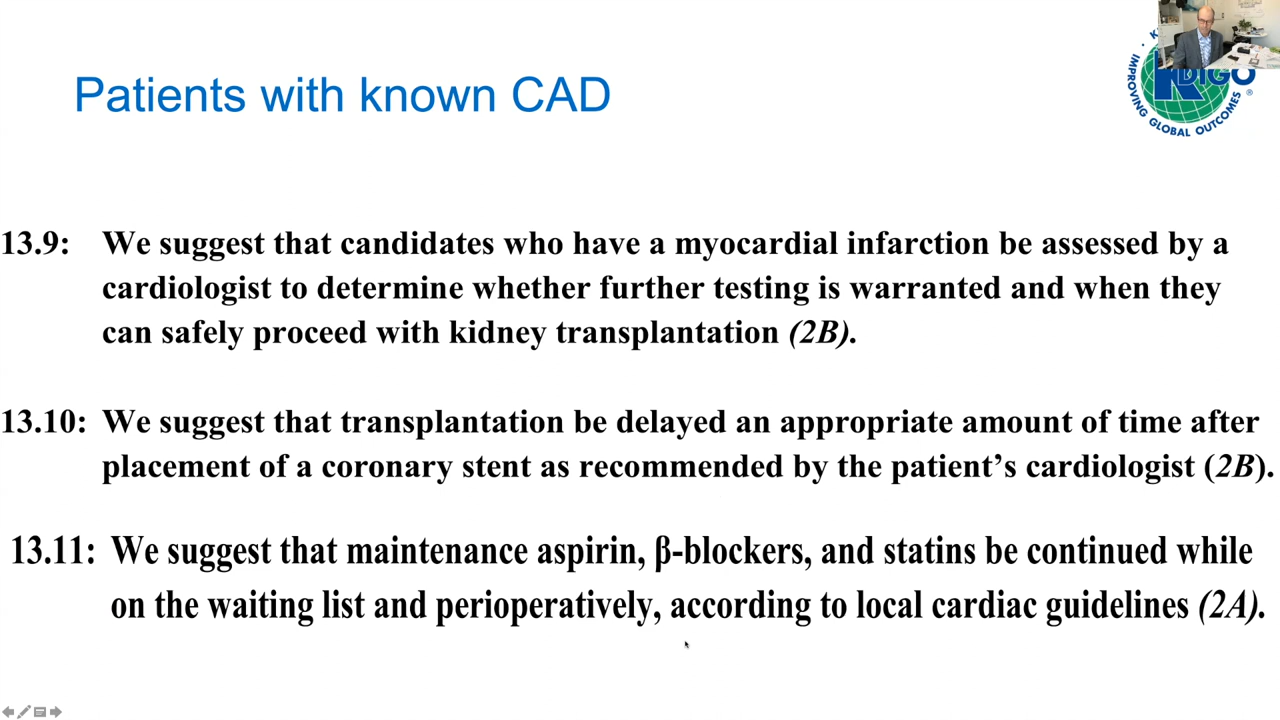 Patients with known CAD
KDIGO
IMPROVING GLOBAL OUTCOMES
®
13.9: We suggest that candidates who have a myocardial infarction be assessed by a
cardiologist to determine whether further testing is warranted and when they
can safely proceed with kidney transplantation (2B).
13.10: We suggest that transplantation be delayed an appropriate amount of time after
placement of a coronary stent as recommended by the patient’s cardiologist (2B).
13.11: We suggest that maintenance aspirin, β-blockers, and statins be continued while
on the waiting list and perioperatively, according to local cardiac guidelines (2A).